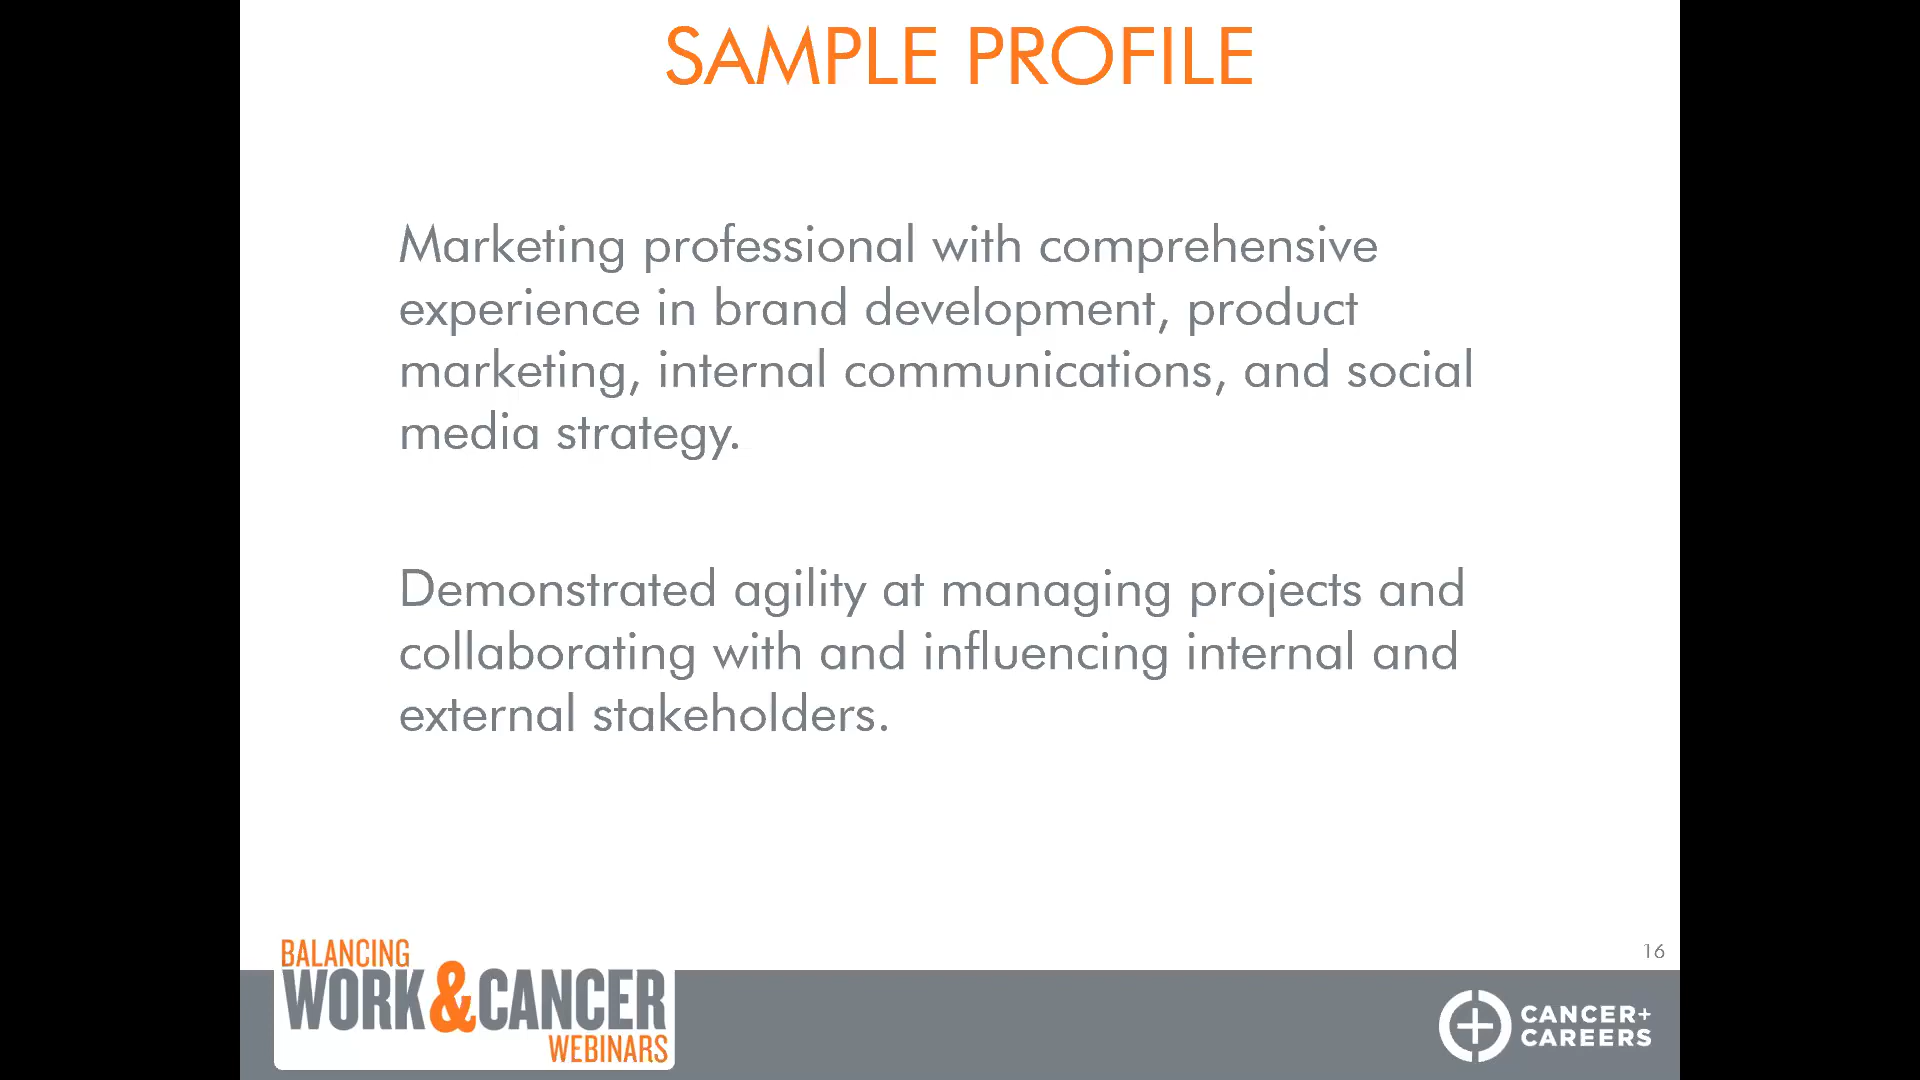 SAMPLE PROFILE
Marketing professional with comprehensive
experience in brand development, product
marketing, internal communications, and social
media strategy.
Demonstrated agility at managing projects and
collaborating with and influencing internal and
external stakeholders.
16
BALANCING
WORK&CANCER
WEBINARS
CANCER+
CAREERS